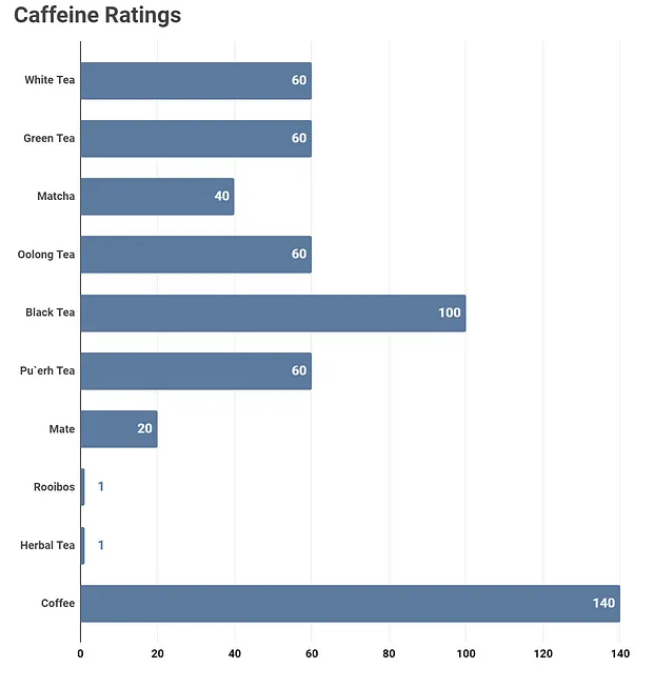 Caffeine Ratings
White Tea 60
Green Tea 60
Matcha 40
Oolong Tea 60
Black Tea 100
Pu`erh Tea 60
Mate 20
Rooibos 1
Herbal Tea 1
Coffee 140
0 20 40 60 80 100 120 140